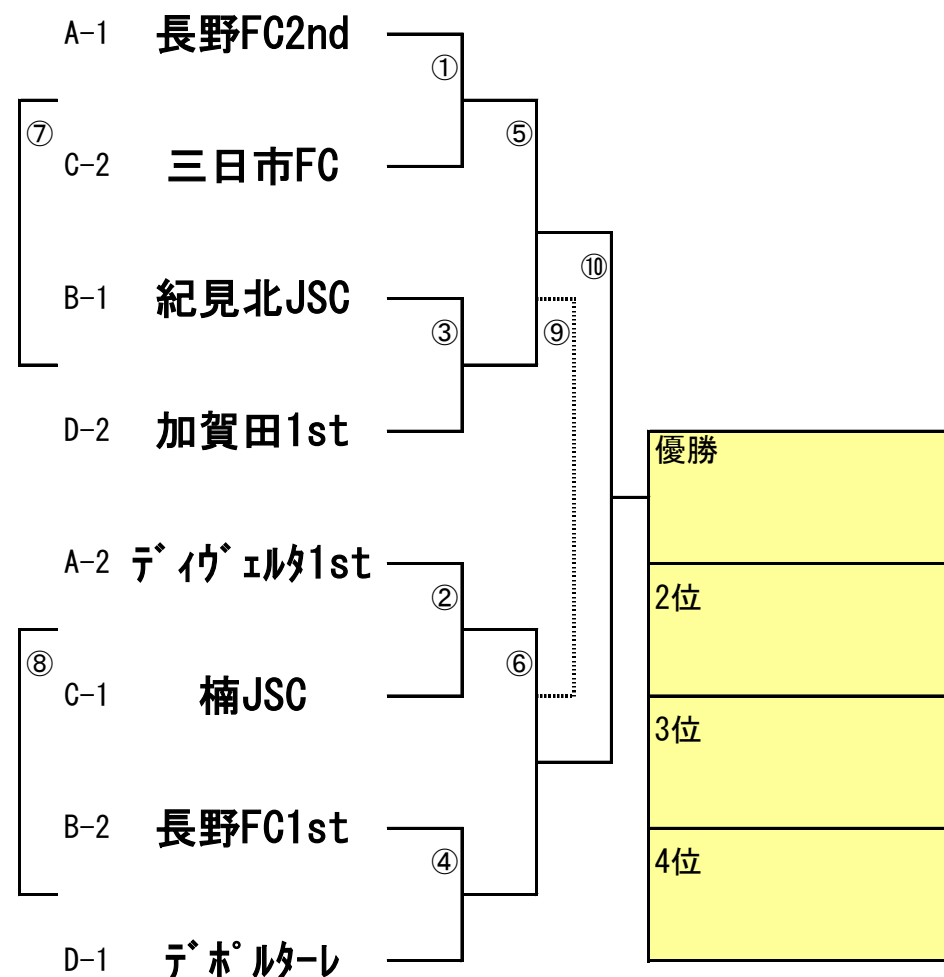 A-1 長野FC2nd
①
⑦ ⑤
C-2 三日市FC
⑩
B-1 紀見北JSC
③ ⑨
D-2 加賀田1st
優勝
A-2 ディヴェルタ1st
② 2位
⑧ ⑥
C-1 楠JSC
3位
B-2 長野FC1st
④ 4位
D-1 デポルターレ